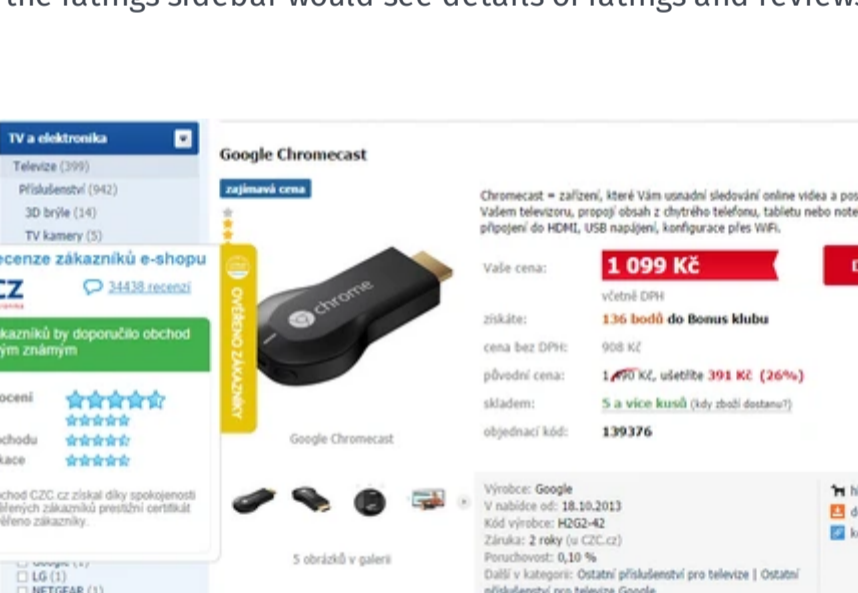 the ratings sidebar would see details of ratings and reviews
TV a elektronika
Televize (399)
Příslušenství (942)
3D brýle (14)
TV kamery (5)
ecenze zákazníků e-shopu
CZ
34438 recenzí
kazníků by doporučilo obchod
ým známým
ocení
chodu
kace
chod CZC.cz získal díky spokojenosti
ěřených zákazníků prestižní certifikát
věřeno zákazníky.
Google (1)
LG (1)
NETGEAR (1)
OVĚŘENO ZÁKAZNÍKY
Google Chromecast
zajímavá cena
chrome
Google Chromecast
5 obrázků v galerii
Chromecast = zařízení, které Vám usnadní sledování online videa a pos
Vašem televizoru, propojí obsah z chytrého telefonu, tabletu nebo note
připojení do HDMI, USB napájení, konfigurace přes WiFi.
Vaše cena:
1 099 Kč
včetně DPH
získáte:
136 bodů do Bonus klubu
cena bez DPH:
908 Kč
původní cena:
1 490 Kč, ušetříte 391 Kč (26%)
skladem:
5 a více kusů (kdy zboží dostanu?)
objednací kód:
139376
Výrobce: Google
V nabídce od: 18.10.2013
Kód výrobce: H2G2-42
Záruka: 2 roky (u CZC.cz)
Poruchovost: 0,10 %
Další v kategorii: Ostatní příslušenství pro televize | Ostatní
příslušenství pro televize Google